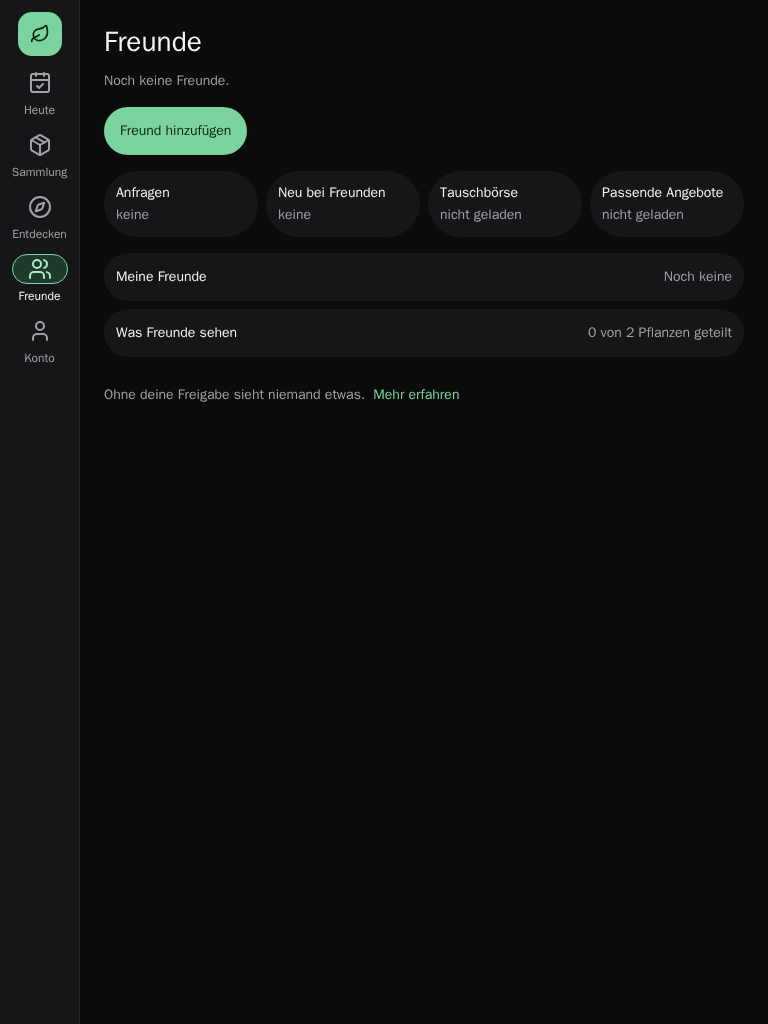 Freunde
Noch keine Freunde.
Freund hinzufügen
Anfragen
keine
Neu bei Freunden
keine
Tauschbörse
nicht geladen
Passende Angebote
nicht geladen
Meine Freunde
Noch keine
Was Freunde sehen
0 von 2 Pflanzen geteilt
Ohne deine Freigabe sieht niemand etwas. Mehr erfahren
Heute
Sammlung
Entdecken
Freunde
Konto